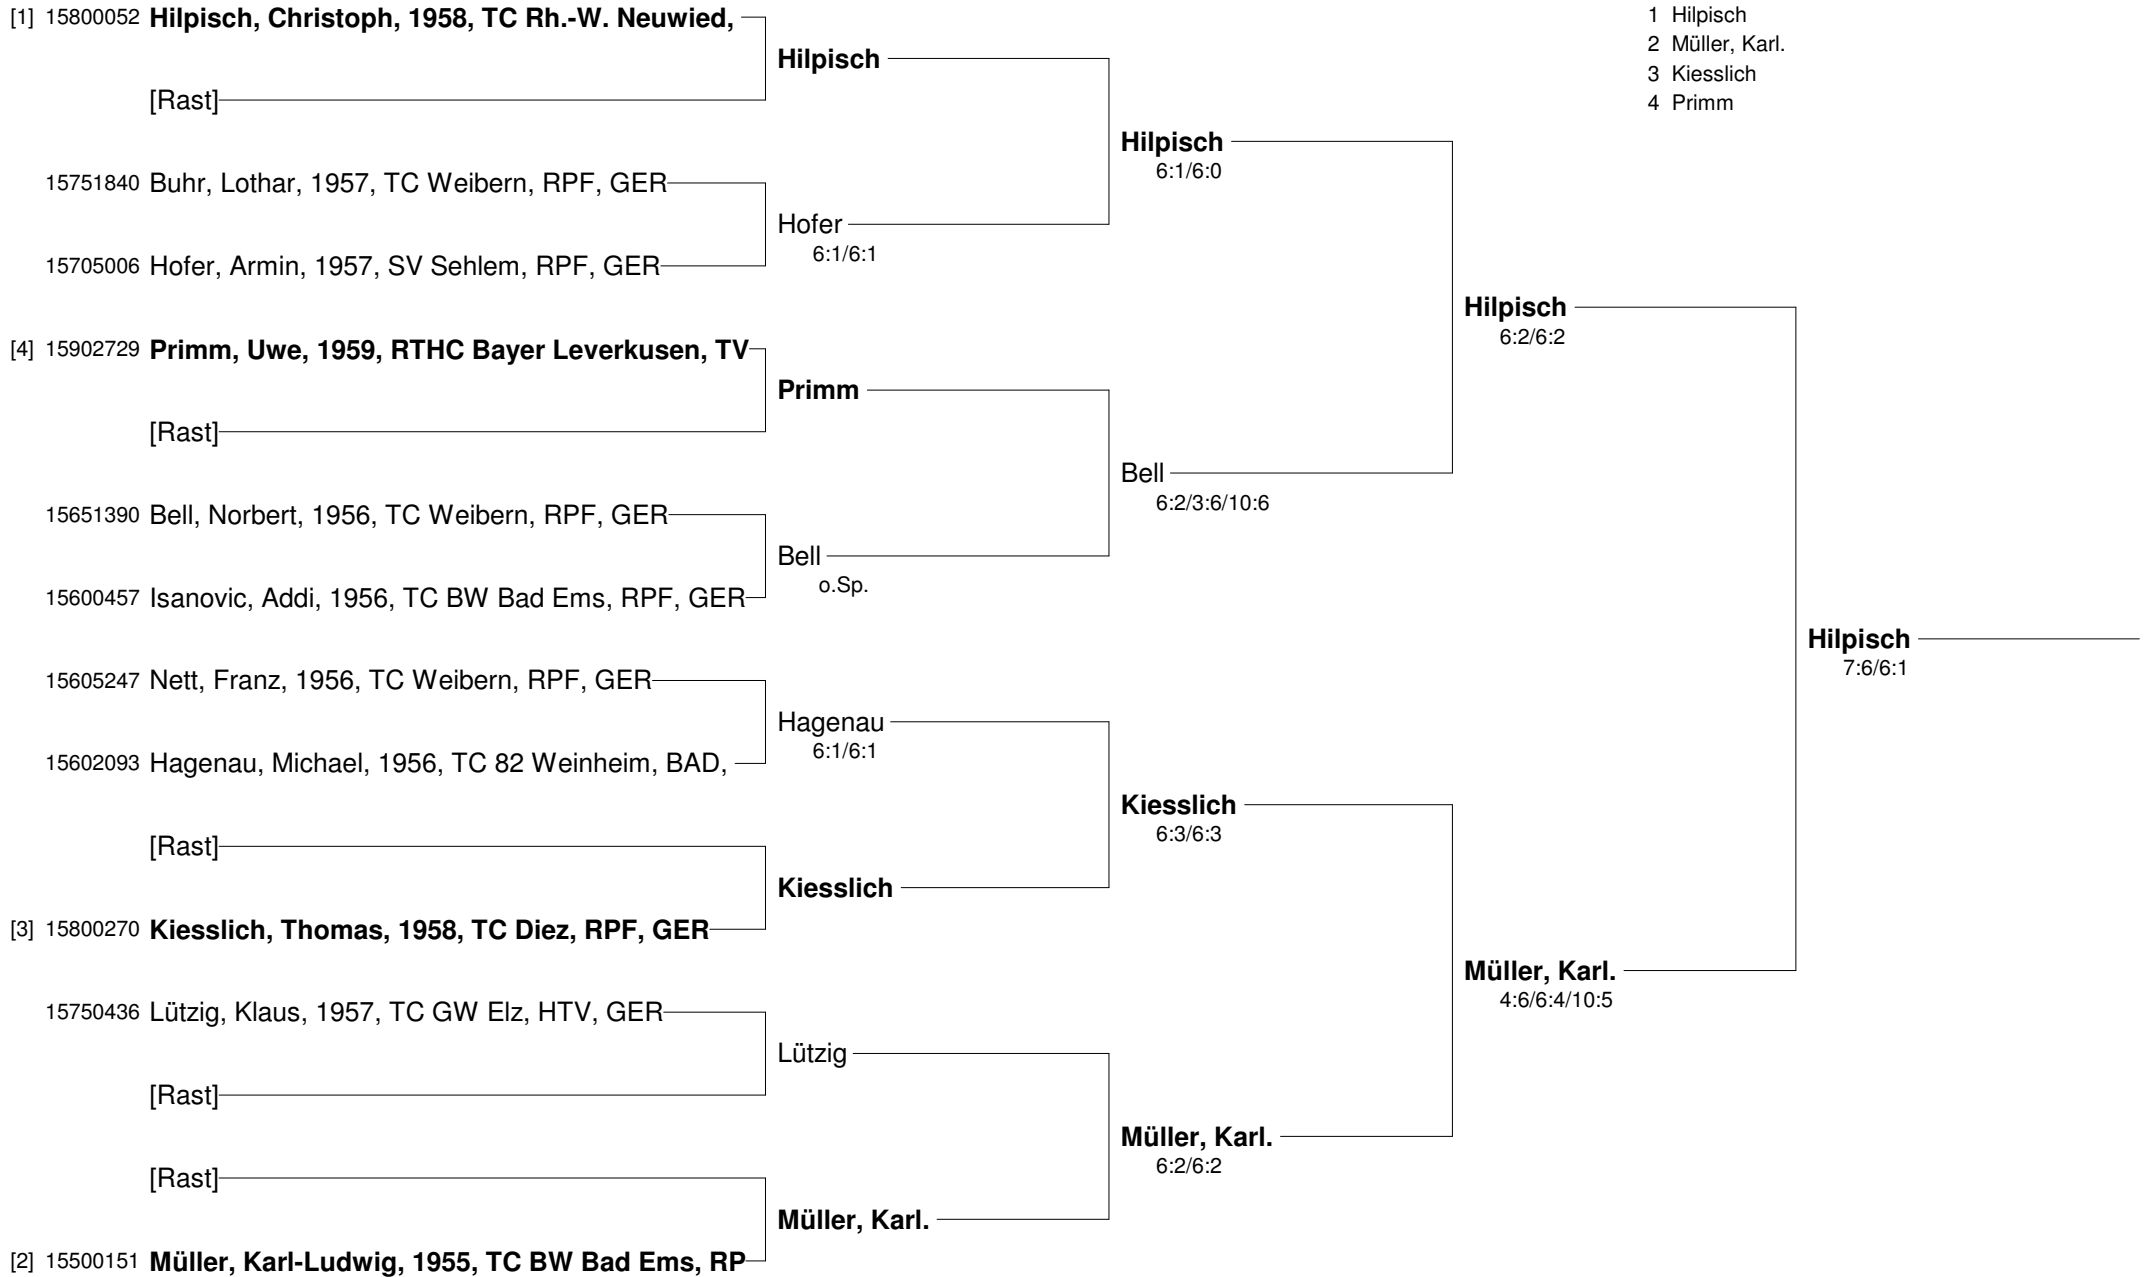 [1] 15800052 Hilpisch, Christoph, 1958, TC Rh.-W. Neuwied,
[Rast]
15751840 Buhr, Lothar, 1957, TC Weibern, RPF, GER
15705006 Hofer, Armin, 1957, SV Sehlem, RPF, GER
[4] 15902729 Primm, Uwe, 1959, RTHC Bayer Leverkusen, TV
[Rast]
15651390 Bell, Norbert, 1956, TC Weibern, RPF, GER
15600457 Isanovic, Addi, 1956, TC BW Bad Ems, RPF, GER
15605247 Nett, Franz, 1956, TC Weibern, RPF, GER
15602093 Hagenau, Michael, 1956, TC 82 Weinheim, BAD,
[Rast]
[3] 15800270 Kiesslich, Thomas, 1958, TC Diez, RPF, GER
15750436 Lützig, Klaus, 1957, TC GW Elz, HTV, GER
[Rast]
[Rast]
[2] 15500151 Müller, Karl-Ludwig, 1955, TC BW Bad Ems, RP
Hilpisch
Hofer
6:1/6:1
Primm
Bell
o.Sp.
Hagenau
6:1/6:1
Kiesslich
Lützig
Müller, Karl.
Hilpisch
6:1/6:0
Bell
6:2/3:6/10:6
Kiesslich
6:3/6:3
Müller, Karl.
6:2/6:2
Hilpisch
6:2/6:2
Müller, Karl.
4:6/6:4/10:5
Hilpisch
7:6/6:1
1 Hilpisch
2 Müller, Karl.
3 Kiesslich
4 Primm